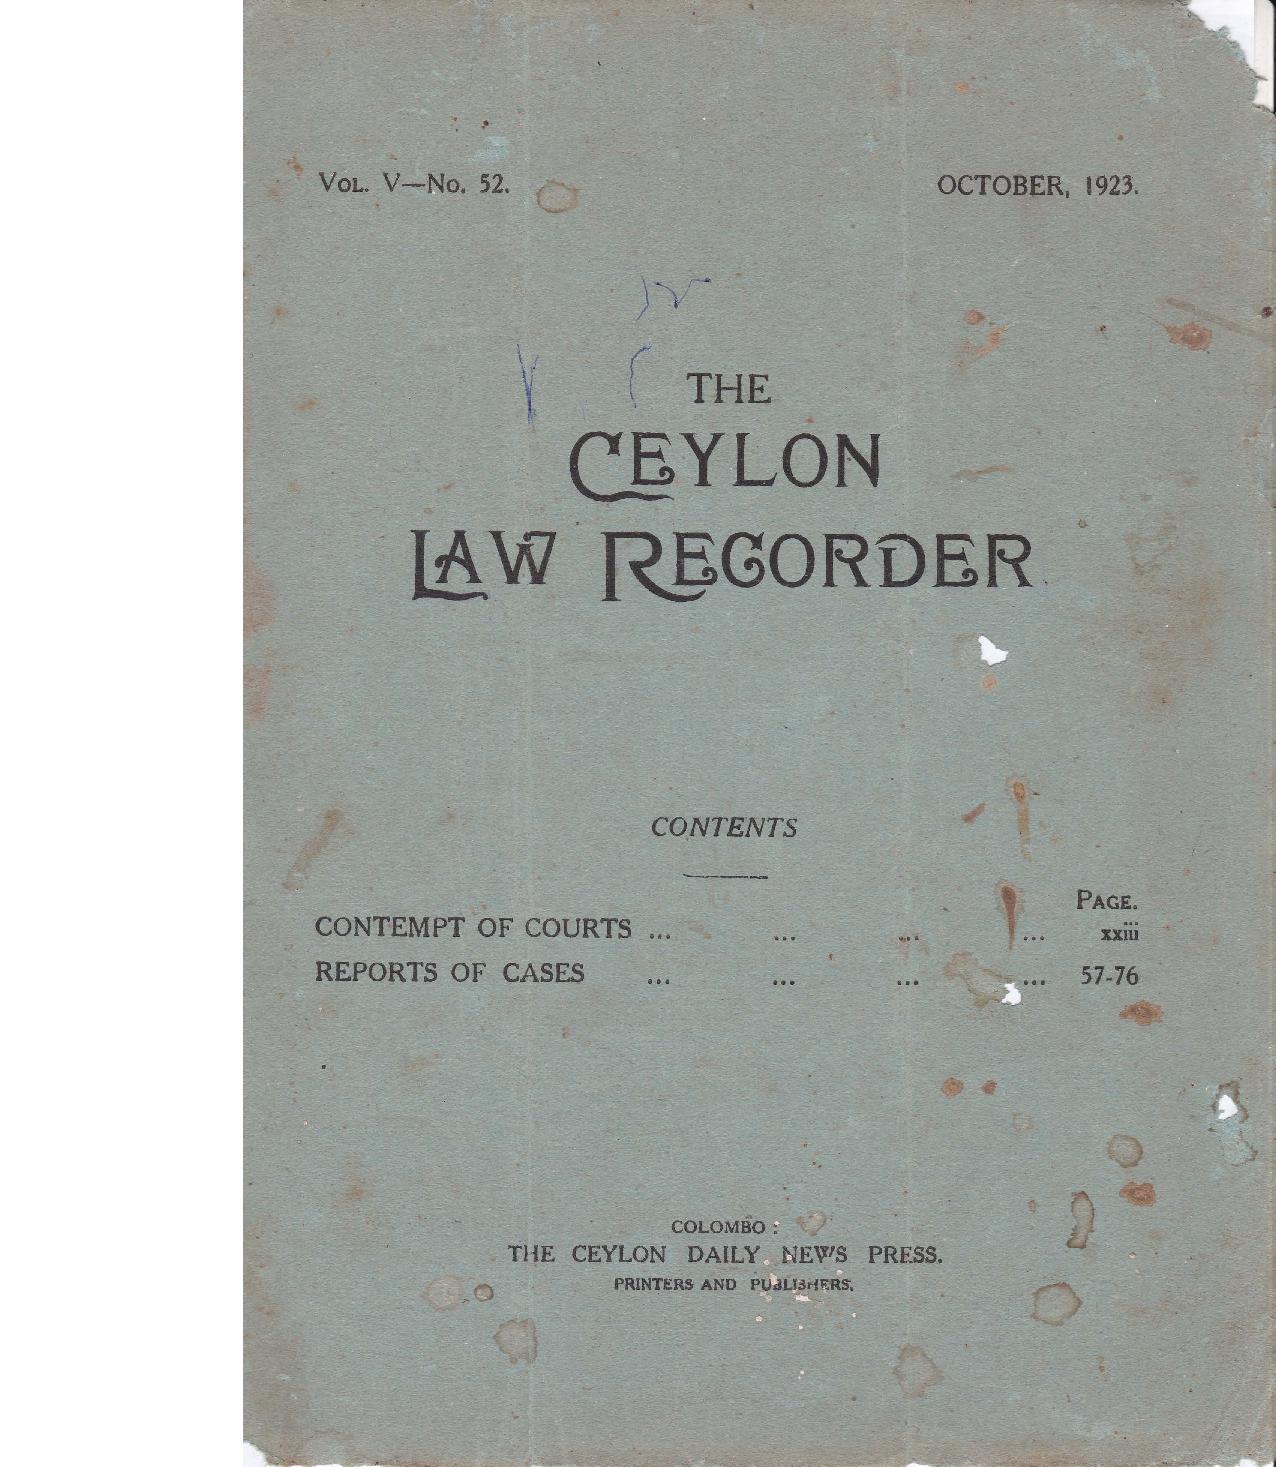 VOL. V—No. 52. OCTOBER, 1923.
THE
CEYLON
LAW RECORDER
CONTENTS
PAGE.
CONTEMPT OF COURTS ... ... ... ... xxiii
REPORTS OF CASES ... ... ... ... 57-76
COLOMBO :
THE CEYLON DAILY NEWS PRESS.
PRINTERS AND PUBLISHERS.